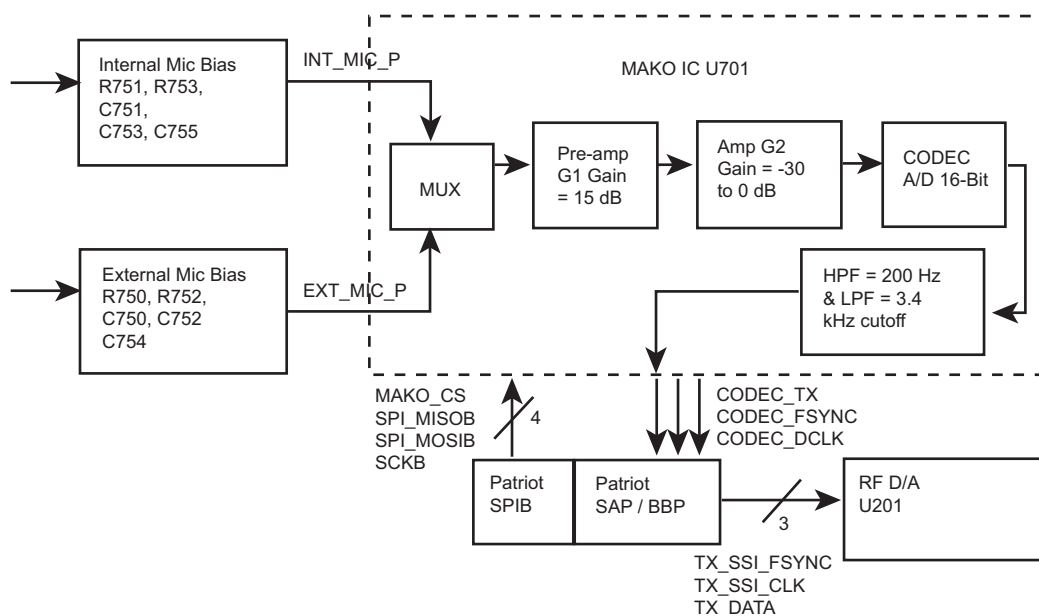 Internal Mic Bias
R751, R753,
C751,
C753, C755
INT_MIC_P
MAKO IC U701
MUX
Pre-amp
G1 Gain
= 15 dB
Amp G2
Gain = -30
to 0 dB
CODEC
A/D 16-Bit
External Mic Bias
R750, R752,
C750, C752
C754
EXT_MIC_P
HPF = 200 Hz
& LPF = 3.4
kHz cutoff
MAKO_CS
SPI_MISOB
SPI_MOSIB
SCKB
4
CODEC_TX
CODEC_FSYNC
CODEC_DCLK
Patriot
SPIB
Patriot
SAP / BBP
3
RF D/A
U201
TX_SSI_FSYNC
TX_SSI_CLK
TX_DATA